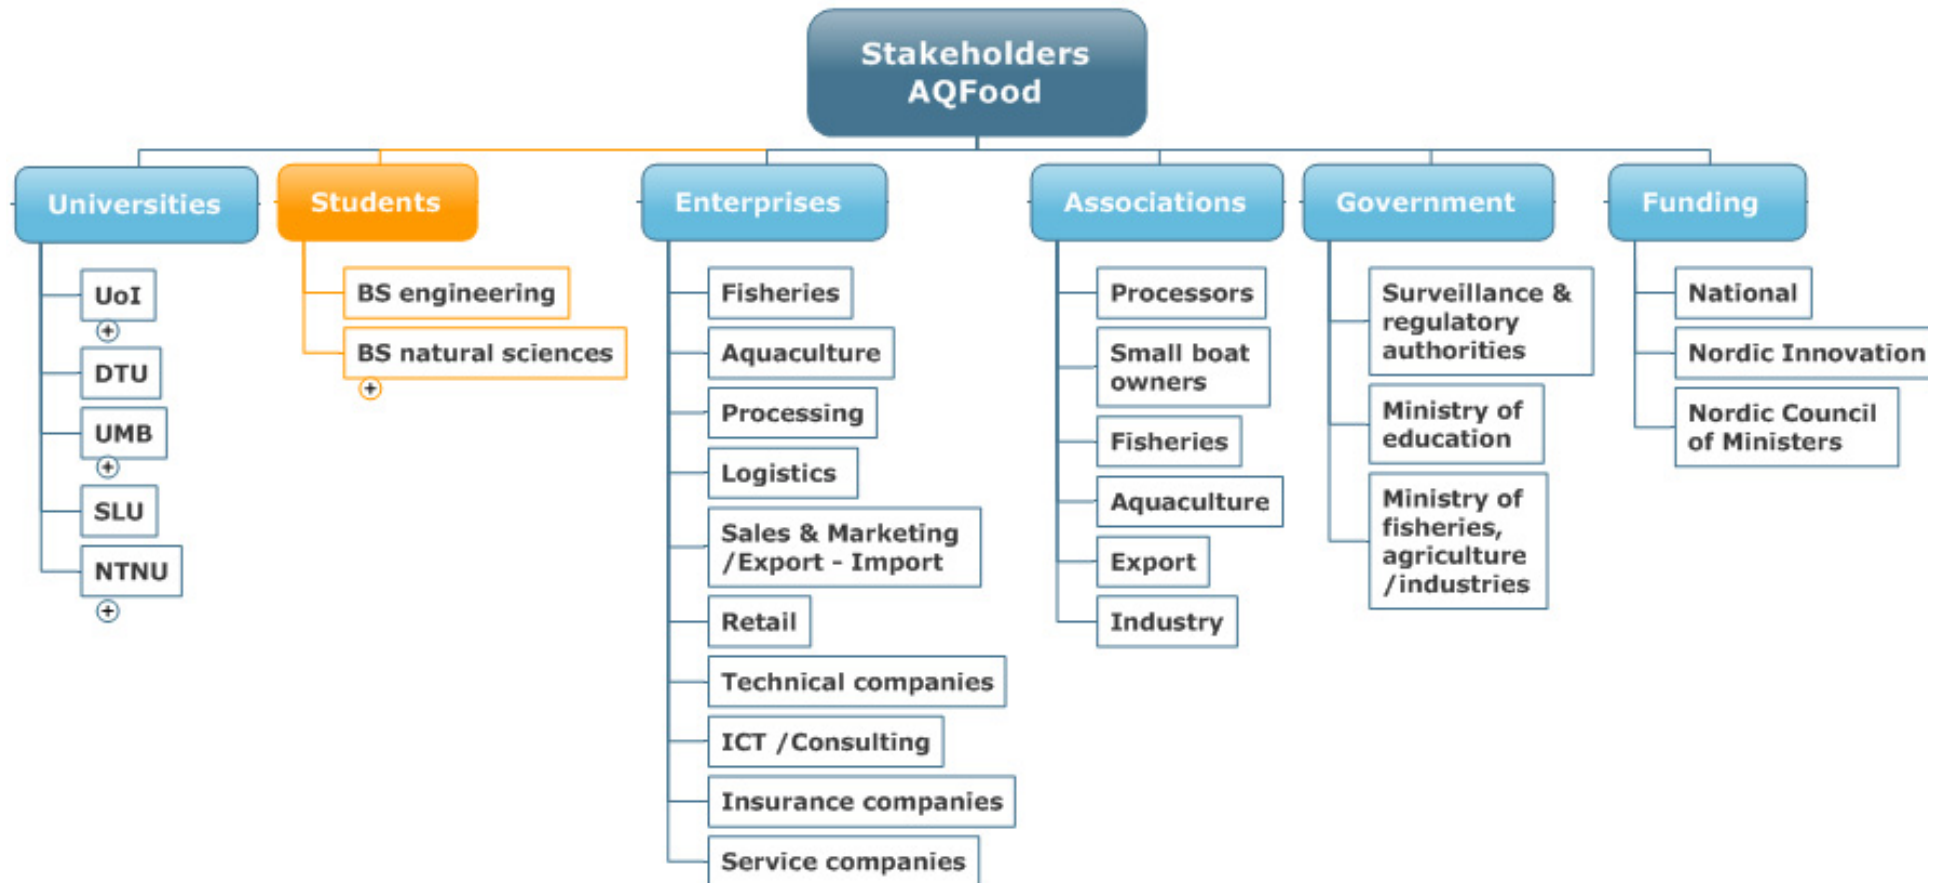 Stakeholders
AQFood
Universities
UoI
DTU
UMB
SLU
NTNU
Students
BS engineering
BS natural sciences
Enterprises
Fisheries
Aquaculture
Processing
Logistics
Sales & Marketing
/Export - Import
Retail
Technical companies
ICT /Consulting
Insurance companies
Service companies
Associations
Processors
Small boat
owners
Fisheries
Aquaculture
Export
Industry
Government
Surveillance &
regulatory
authorities
Ministry of
education
Ministry of
fisheries,
agriculture
/industries
Funding
National
Nordic Innovation
Nordic Council
of Ministers